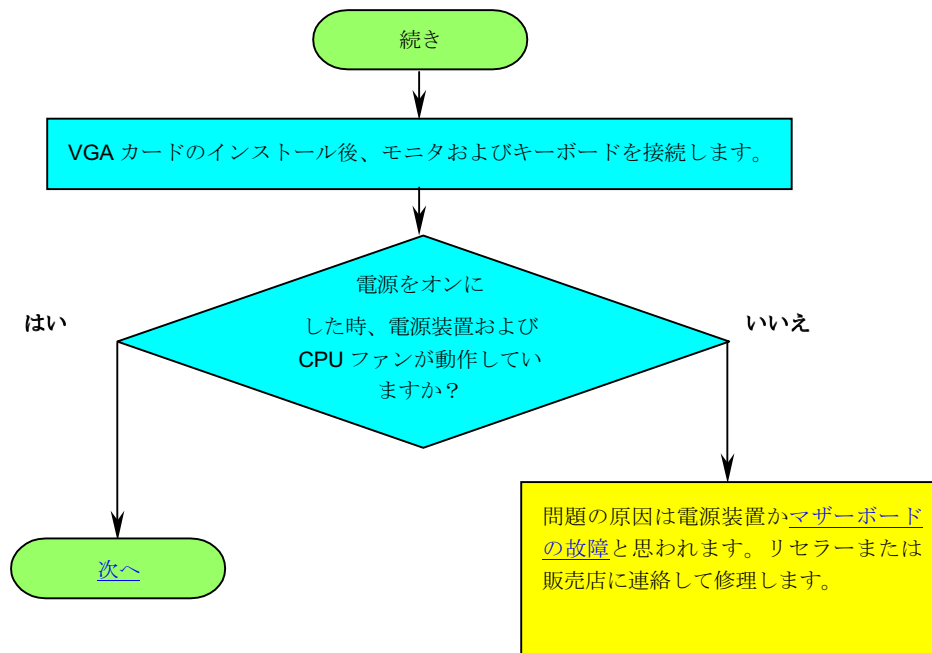 続き
VGA カードのインストール後、モニタおよびキーボードを接続します。
電源をオンに
した時、電源装置および
CPU ファンが動作してい
ますか？
はい
いいえ
問題の原因は電源装置かマザーボード
の故障と思われます。リセラーまたは
販売店に連絡して修理します。
次へ